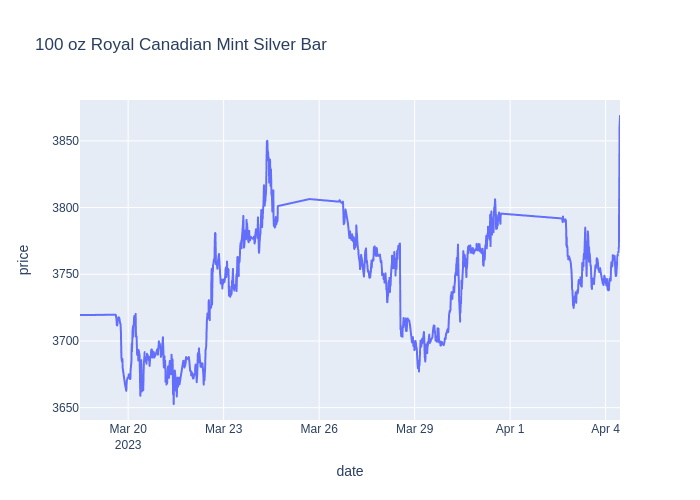 100 oz Royal Canadian Mint Silver Bar
3850
3800
3750
3700
3650
price
Mar 20
2023
Mar 23
Mar 26
Mar 29
Apr 1
Apr 4
date